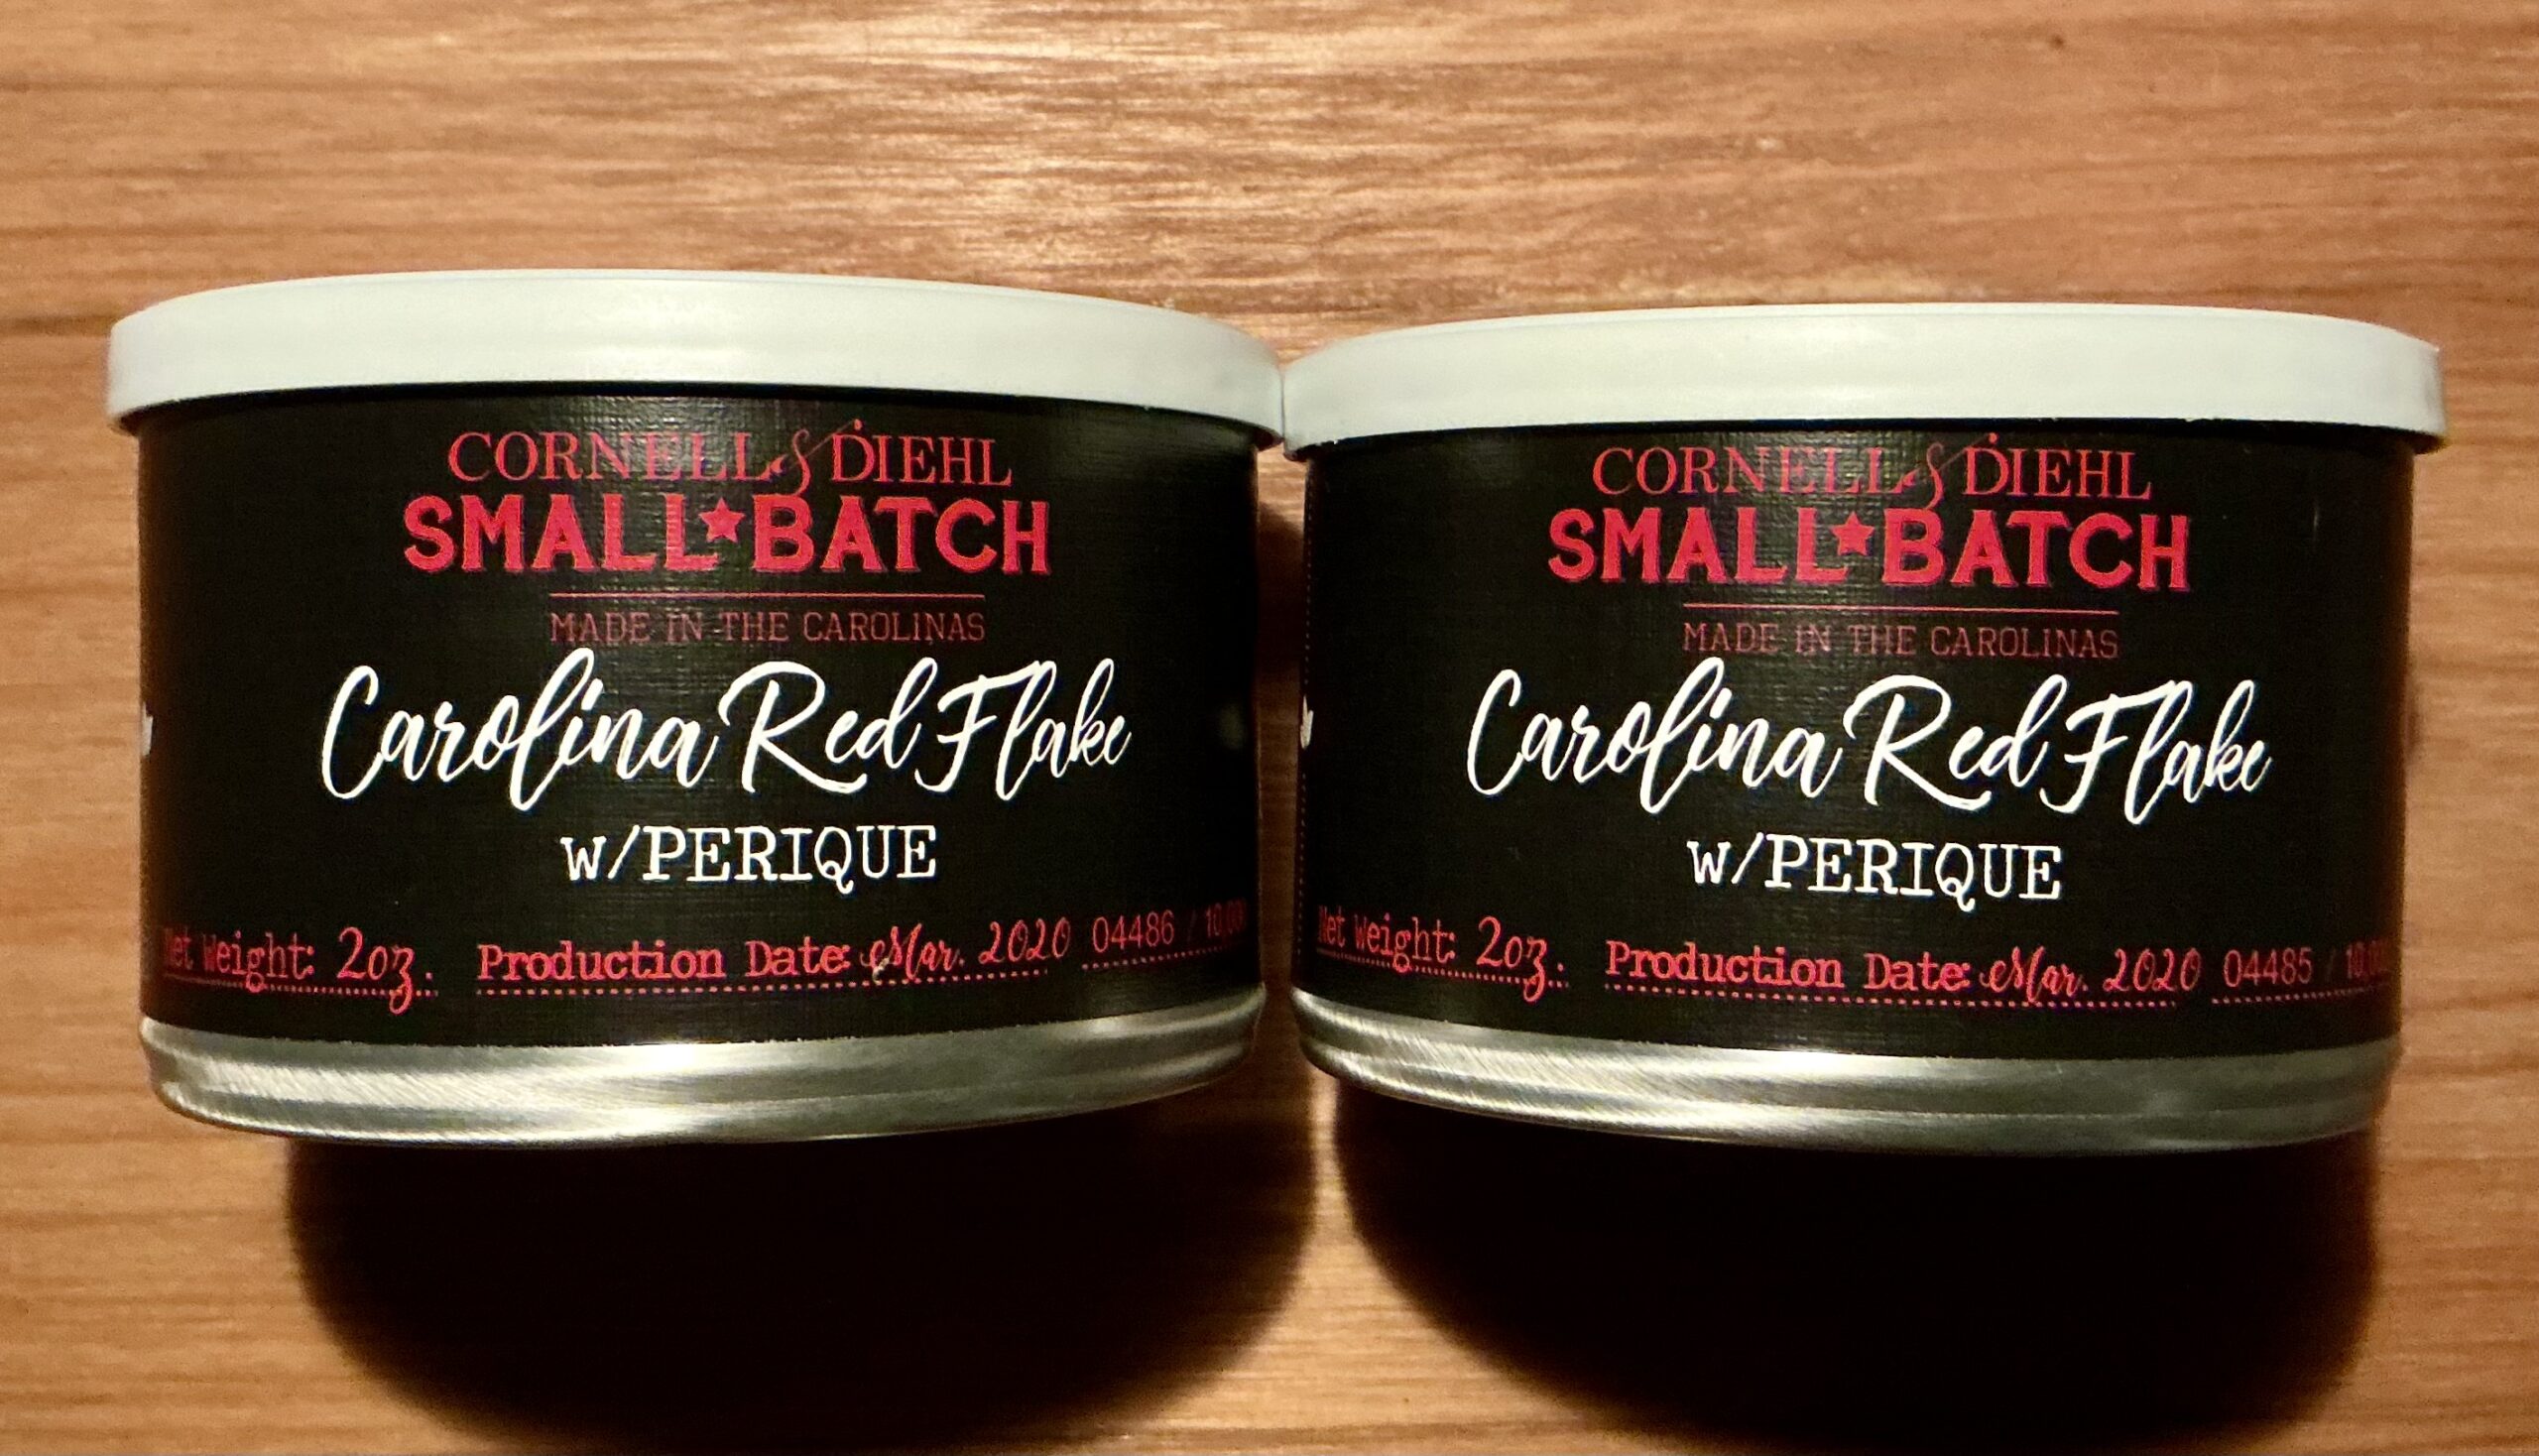 CORNELL & DIEHL
SMALL★BATCH
MADE IN THE CAROLINAS
Carolina Red Flake
w/PERIQUE
Net Weight: 2oz. Production Date: Mar. 2020 04486 /
CORNELL & DIEHL
SMALL★BATCH
MADE IN THE CAROLINAS
Carolina Red Flake
w/PERIQUE
Net Weight: 2oz. Production Date: Mar. 2020 04485 /